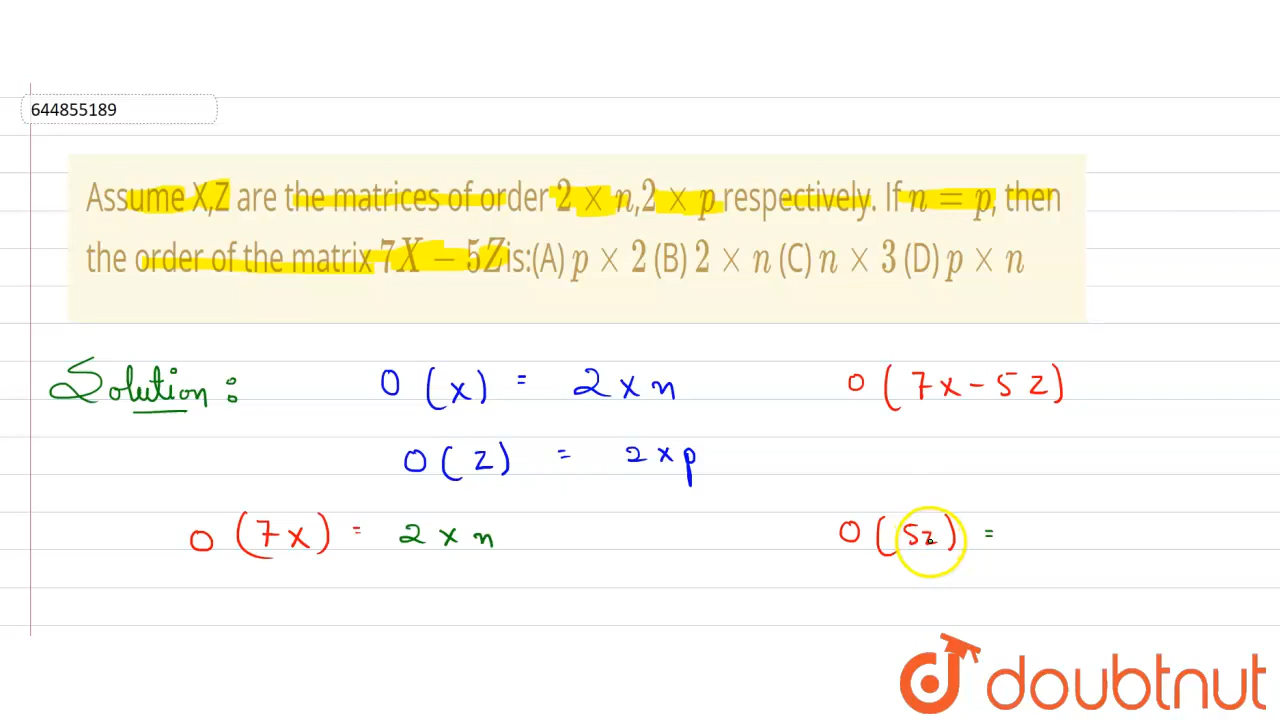 644855189
Assume X,Z are the matrices of order 2 × n,2 × p respectively. If n = p, then
the order of the matrix 7X − 5Z is:(A) p × 2 (B) 2 × n (C) n × 3 (D) p × n
Solution: O (x) = 2 x n O (7x - 5z)
O (z) = 2 x p
O (7x) = 2 x n O (5z) =
doubtnut